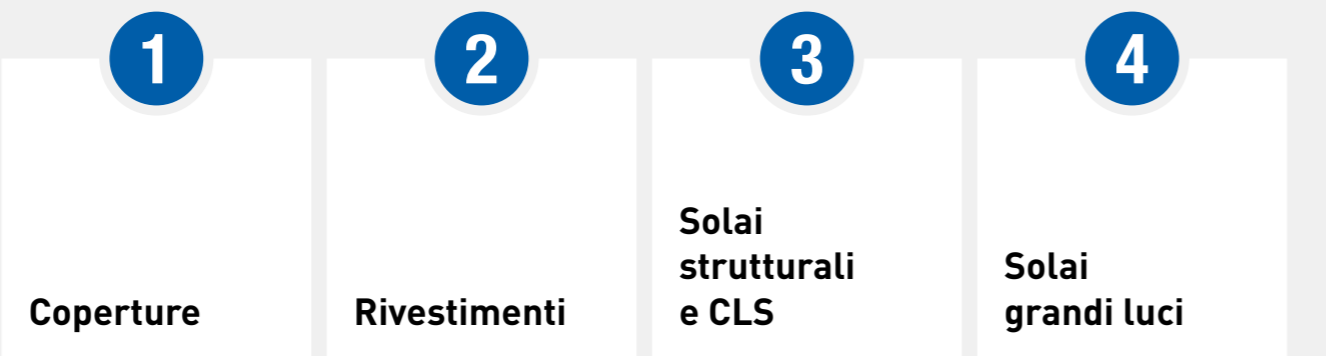 1
Coperture
2
Rivestimenti
3
Solai
strutturali
e CLS
4
Solai
grandi luci